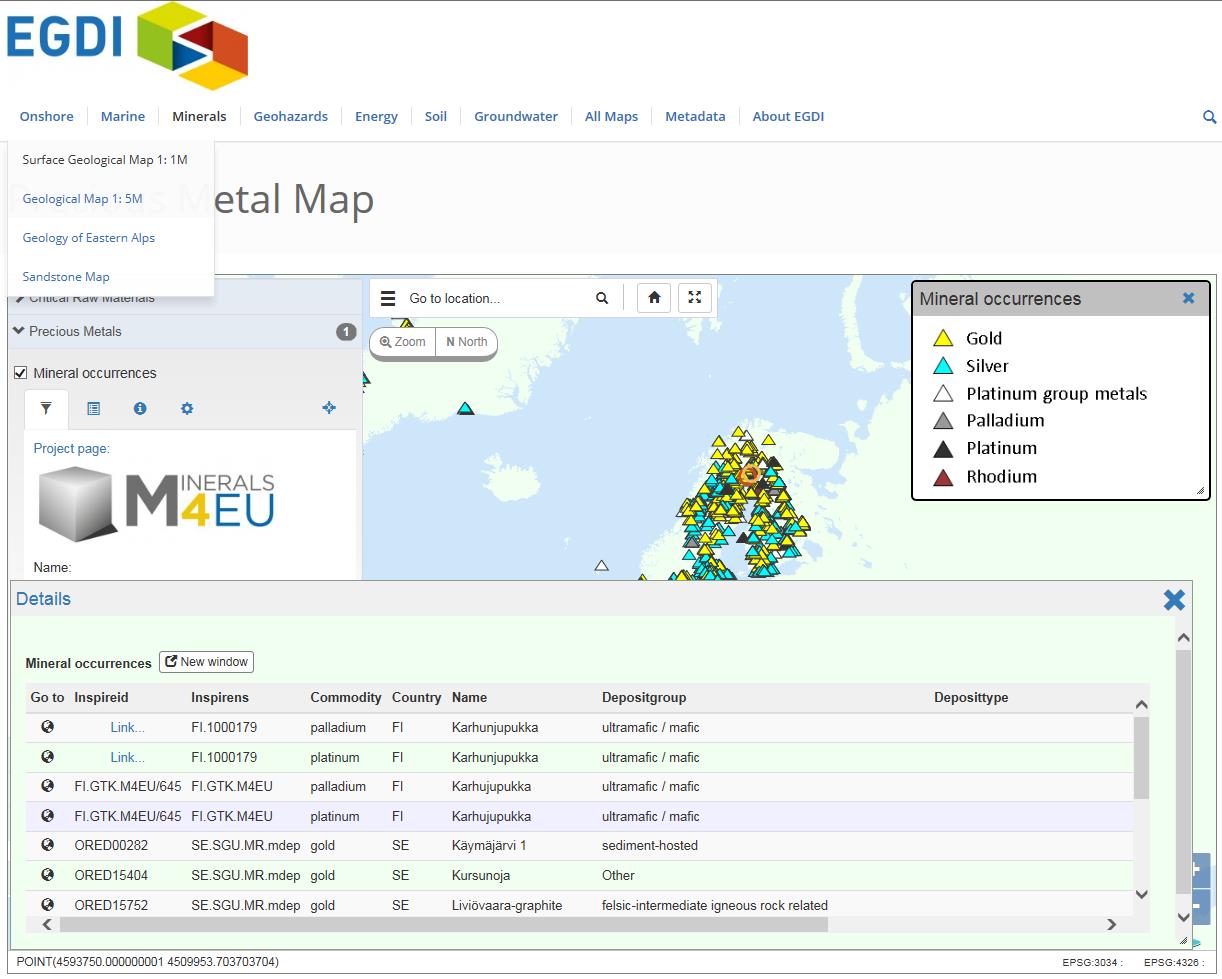 EGDI
Onshore Marine Minerals Geohazards Energy Soil Groundwater All Maps Metadata About EGDI
Surface Geological Map 1: 1M
Geological Map 1: 5M
Geology of Eastern Alps
Sandstone Map
etal Map
Critical Raw Materials
Precious Metals 1
Mineral occurrences
Project page:
MINERALS
M4EU
Name:
Go to location...
Zoom N North
Mineral occurrences
Gold
Silver
Platinum group metals
Palladium
Platinum
Rhodium
Details
Mineral occurrences New window
Go to Inspireid Inspirens Commodity Country Name Depositgroup Deposittype
Link... FI.1000179 palladium FI Karhunjupukka ultramafic / mafic
Link... FI.1000179 platinum FI Karhunjupukka ultramafic / mafic
FI.GTK.M4EU/645 FI.GTK.M4EU palladium FI Karhujupukka ultramafic / mafic
FI.GTK.M4EU/645 FI.GTK.M4EU platinum FI Karhujupukka ultramafic / mafic
ORED00282 SE.SGU.MR.mdep gold SE Käymäjärvi 1 sediment-hosted
ORED15404 SE.SGU.MR.mdep gold SE Kursunoja Other
ORED15752 SE.SGU.MR.mdep gold SE Liviövaara-graphite felsic-intermediate igneous rock related
POINT(4593750.000000001 4509953.703703704) EPSG:3034 : EPSG:4326 :